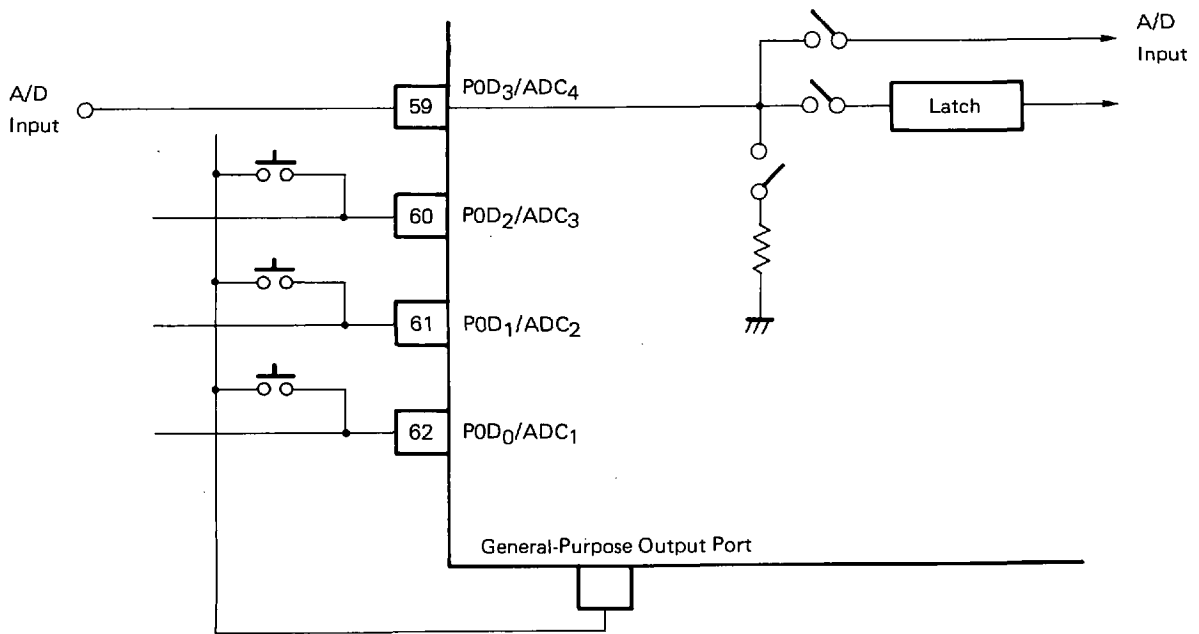 A/D
Input
A/D
Input
59
P0D3/ADC4
Latch
60
P0D2/ADC3
61
P0D1/ADC2
62
P0D0/ADC1
General-Purpose Output Port